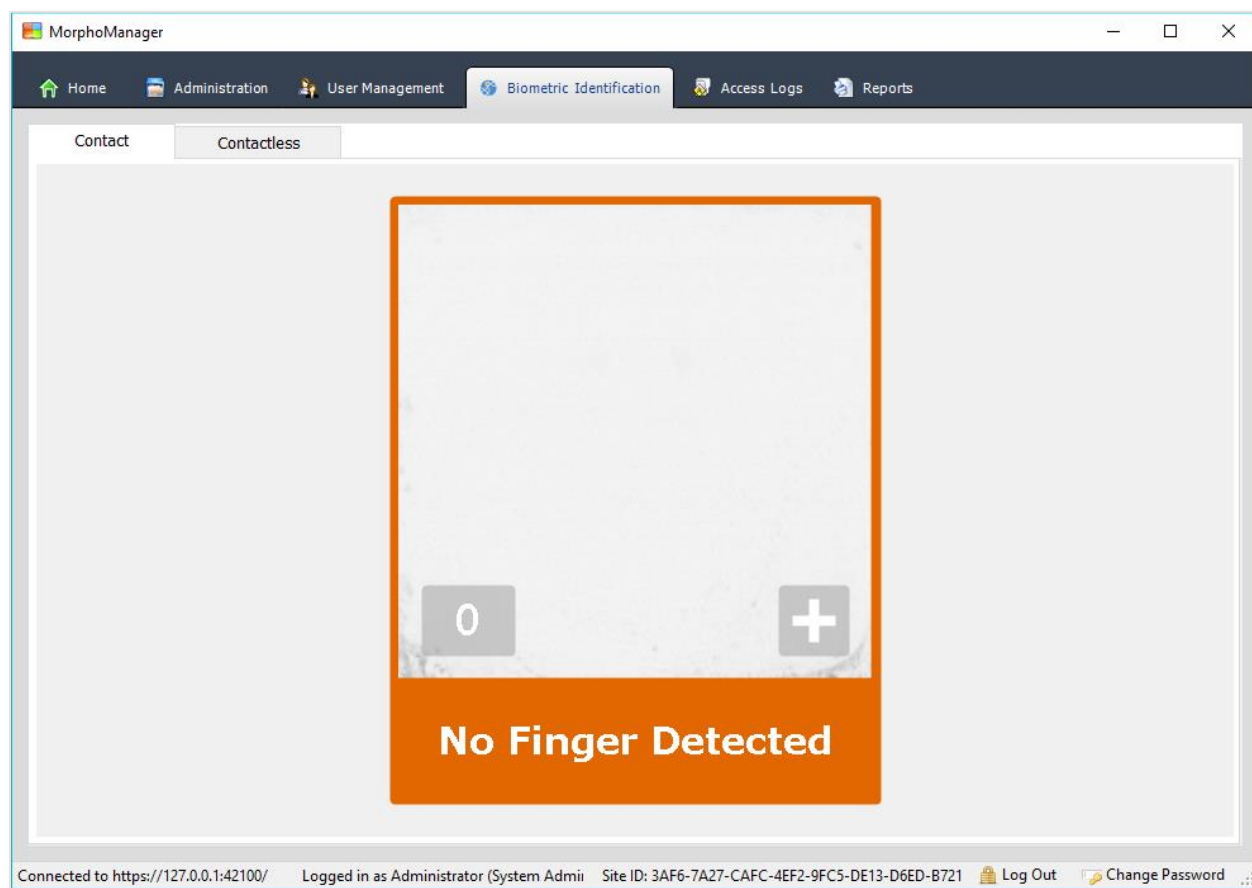 MorphoManager
Home Administration User Management Biometric Identification Access Logs Reports
Contact Contactless
0
No Finger Detected
Connected to https://127.0.0.1:42100/ Logged in as Administrator (System Admii Site ID: 3AF6-7A27-CAFC-4EF2-9FC5-DE13-D6ED-B721 Log Out Change Password